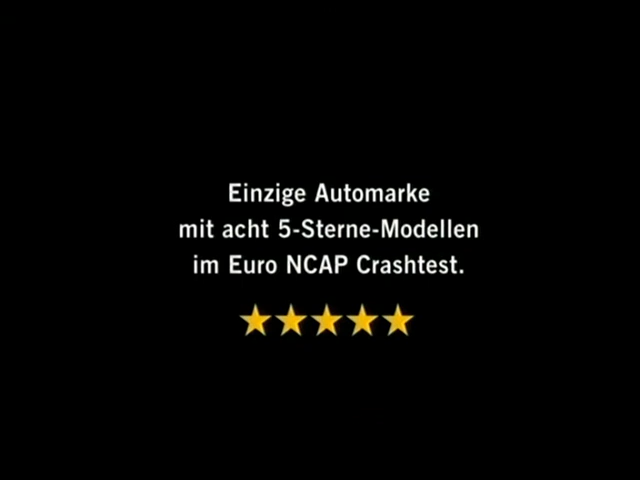 Einzige Automarke
mit acht 5-Sterne-Modellen
im Euro NCAP Crashtest.